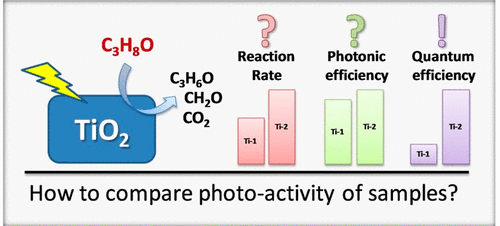 C₃H₈O
TiO₂
C₃H₆O
CH₂O
CO₂
?
Reaction
Rate
Ti-1
Ti-2
?
Photonic
efficiency
Ti-1
Ti-2
!
Quantum
efficiency
Ti-1
Ti-2
How to compare photo-activity of samples?